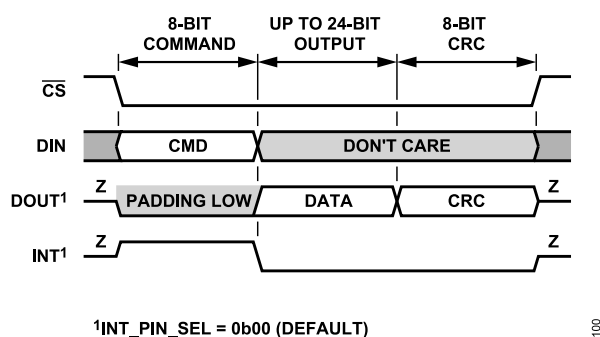 8-BIT COMMAND
UP TO 24-BIT OUTPUT
8-BIT CRC
CS
DIN
CMD
DON'T CARE
DOUT1
Z
PADDING LOW
DATA
CRC
Z
INT1
Z
Z
1INT_PIN_SEL = 0b00 (DEFAULT)
100